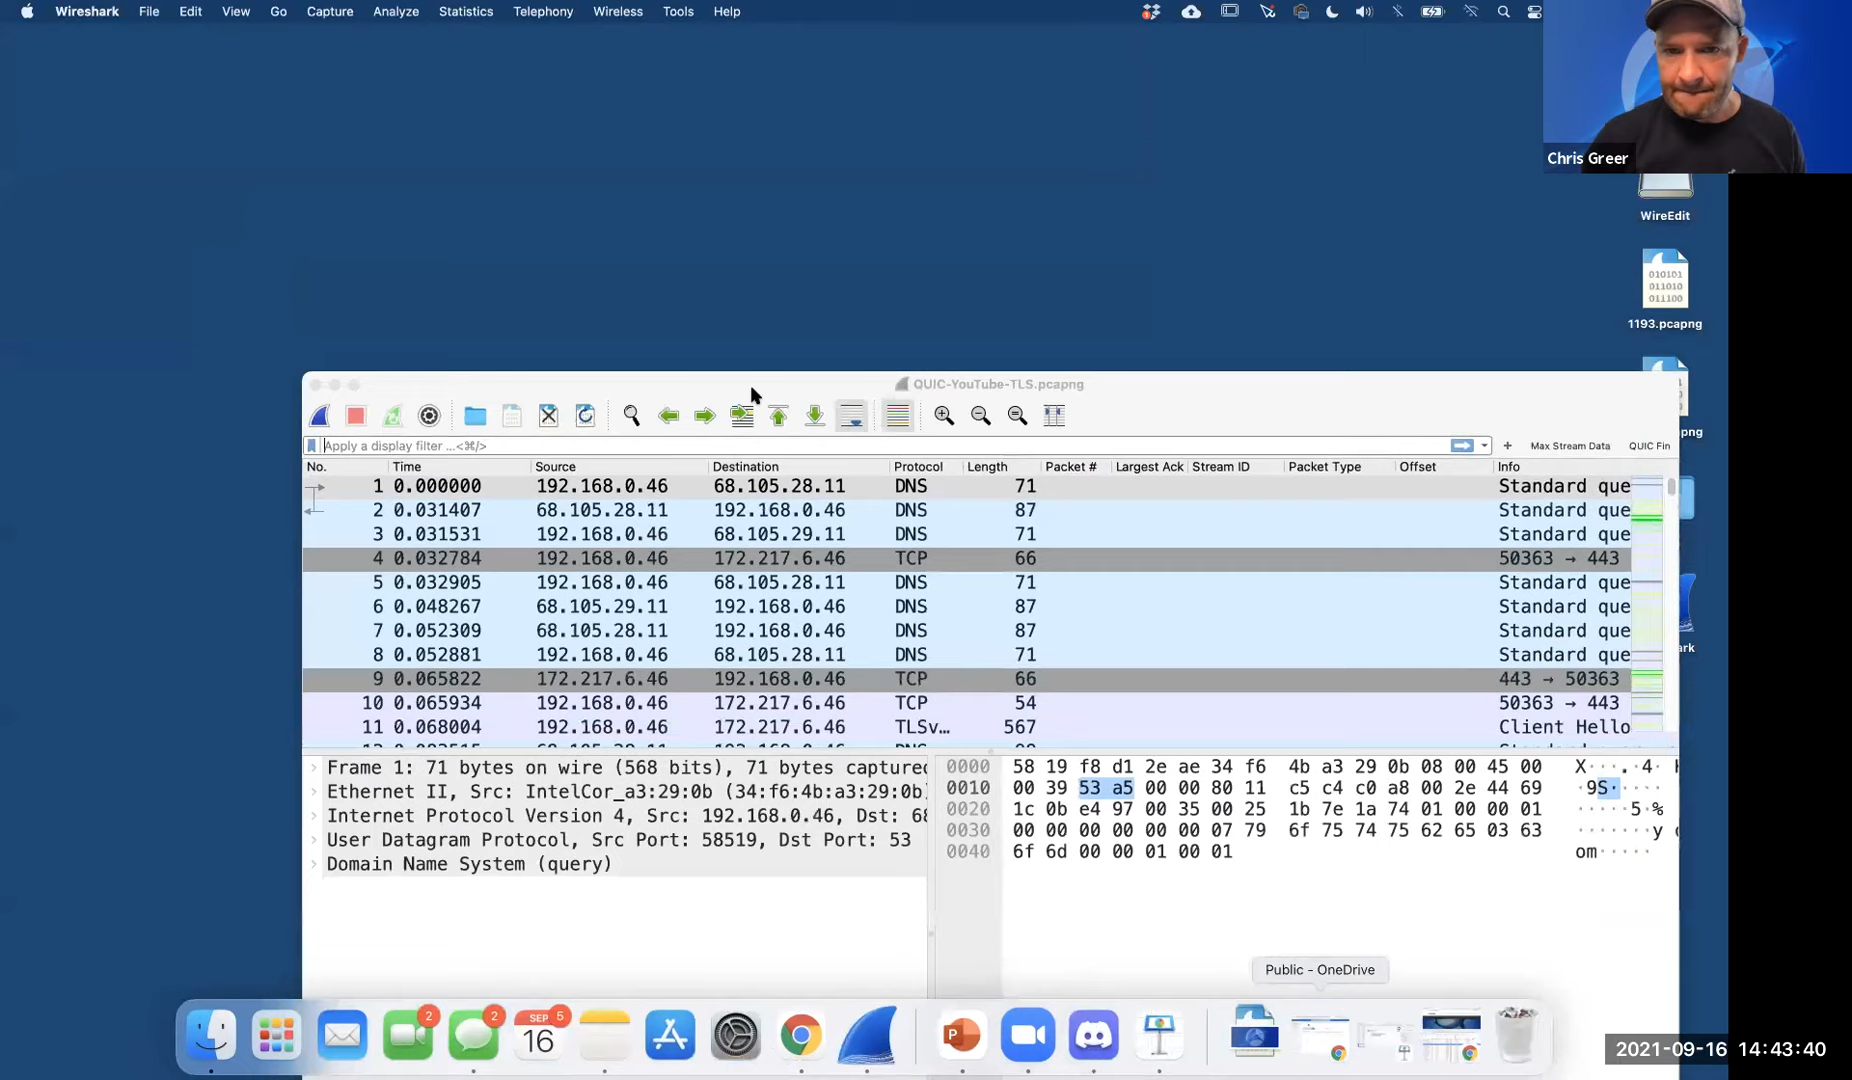 Wireshark File Edit View Go Capture Analyze Statistics Telephony Wireless Tools Help
Chris Greer
WireEdit
010101
011010
011100
1193.pcapng
png
ark
QUIC-YouTube-TLS.pcapng
Apply a display filter ...<⌘/>
+ Max Stream Data QUIC Fin
No. Time Source Destination Protocol Length Packet # Largest Ack Stream ID Packet Type Offset Info
1 0.000000 192.168.0.46 68.105.28.11 DNS 71 Standard que
2 0.031407 68.105.28.11 192.168.0.46 DNS 87 Standard que
3 0.031531 192.168.0.46 68.105.29.11 DNS 71 Standard que
4 0.032784 192.168.0.46 172.217.6.46 TCP 66 50363 → 443
5 0.032905 192.168.0.46 68.105.28.11 DNS 71 Standard que
6 0.048267 68.105.29.11 192.168.0.46 DNS 87 Standard que
7 0.052309 68.105.28.11 192.168.0.46 DNS 87 Standard que
8 0.052881 192.168.0.46 68.105.28.11 DNS 71 Standard que
9 0.065822 172.217.6.46 192.168.0.46 TCP 66 443 → 50363
10 0.065934 192.168.0.46 172.217.6.46 TCP 54 50363 → 443
11 0.068004 192.168.0.46 172.217.6.46 TLSv… 567 Client Hello
Frame 1: 71 bytes on wire (568 bits), 71 bytes captured
Ethernet II, Src: IntelCor_a3:29:0b (34:f6:4b:a3:29:0b)
Internet Protocol Version 4, Src: 192.168.0.46, Dst: 68
User Datagram Protocol, Src Port: 58519, Dst Port: 53
Domain Name System (query)
0000 58 19 f8 d1 2e ae 34 f6 4b a3 29 0b 08 00 45 00 X···.·4·
0010 00 39 53 a5 00 00 80 11 c5 c4 c0 a8 00 2e 44 69 ·9S·····
0020 1c 0b e4 97 00 35 00 25 1b 7e 1a 74 01 00 00 01 ·····5·%
0030 00 00 00 00 00 00 07 79 6f 75 74 75 62 65 03 63 ·······y
0040 6f 6d 00 00 01 00 01 om·····
Public - OneDrive
2
2
SEP 5
16
P
2021-09-16 14:43:40